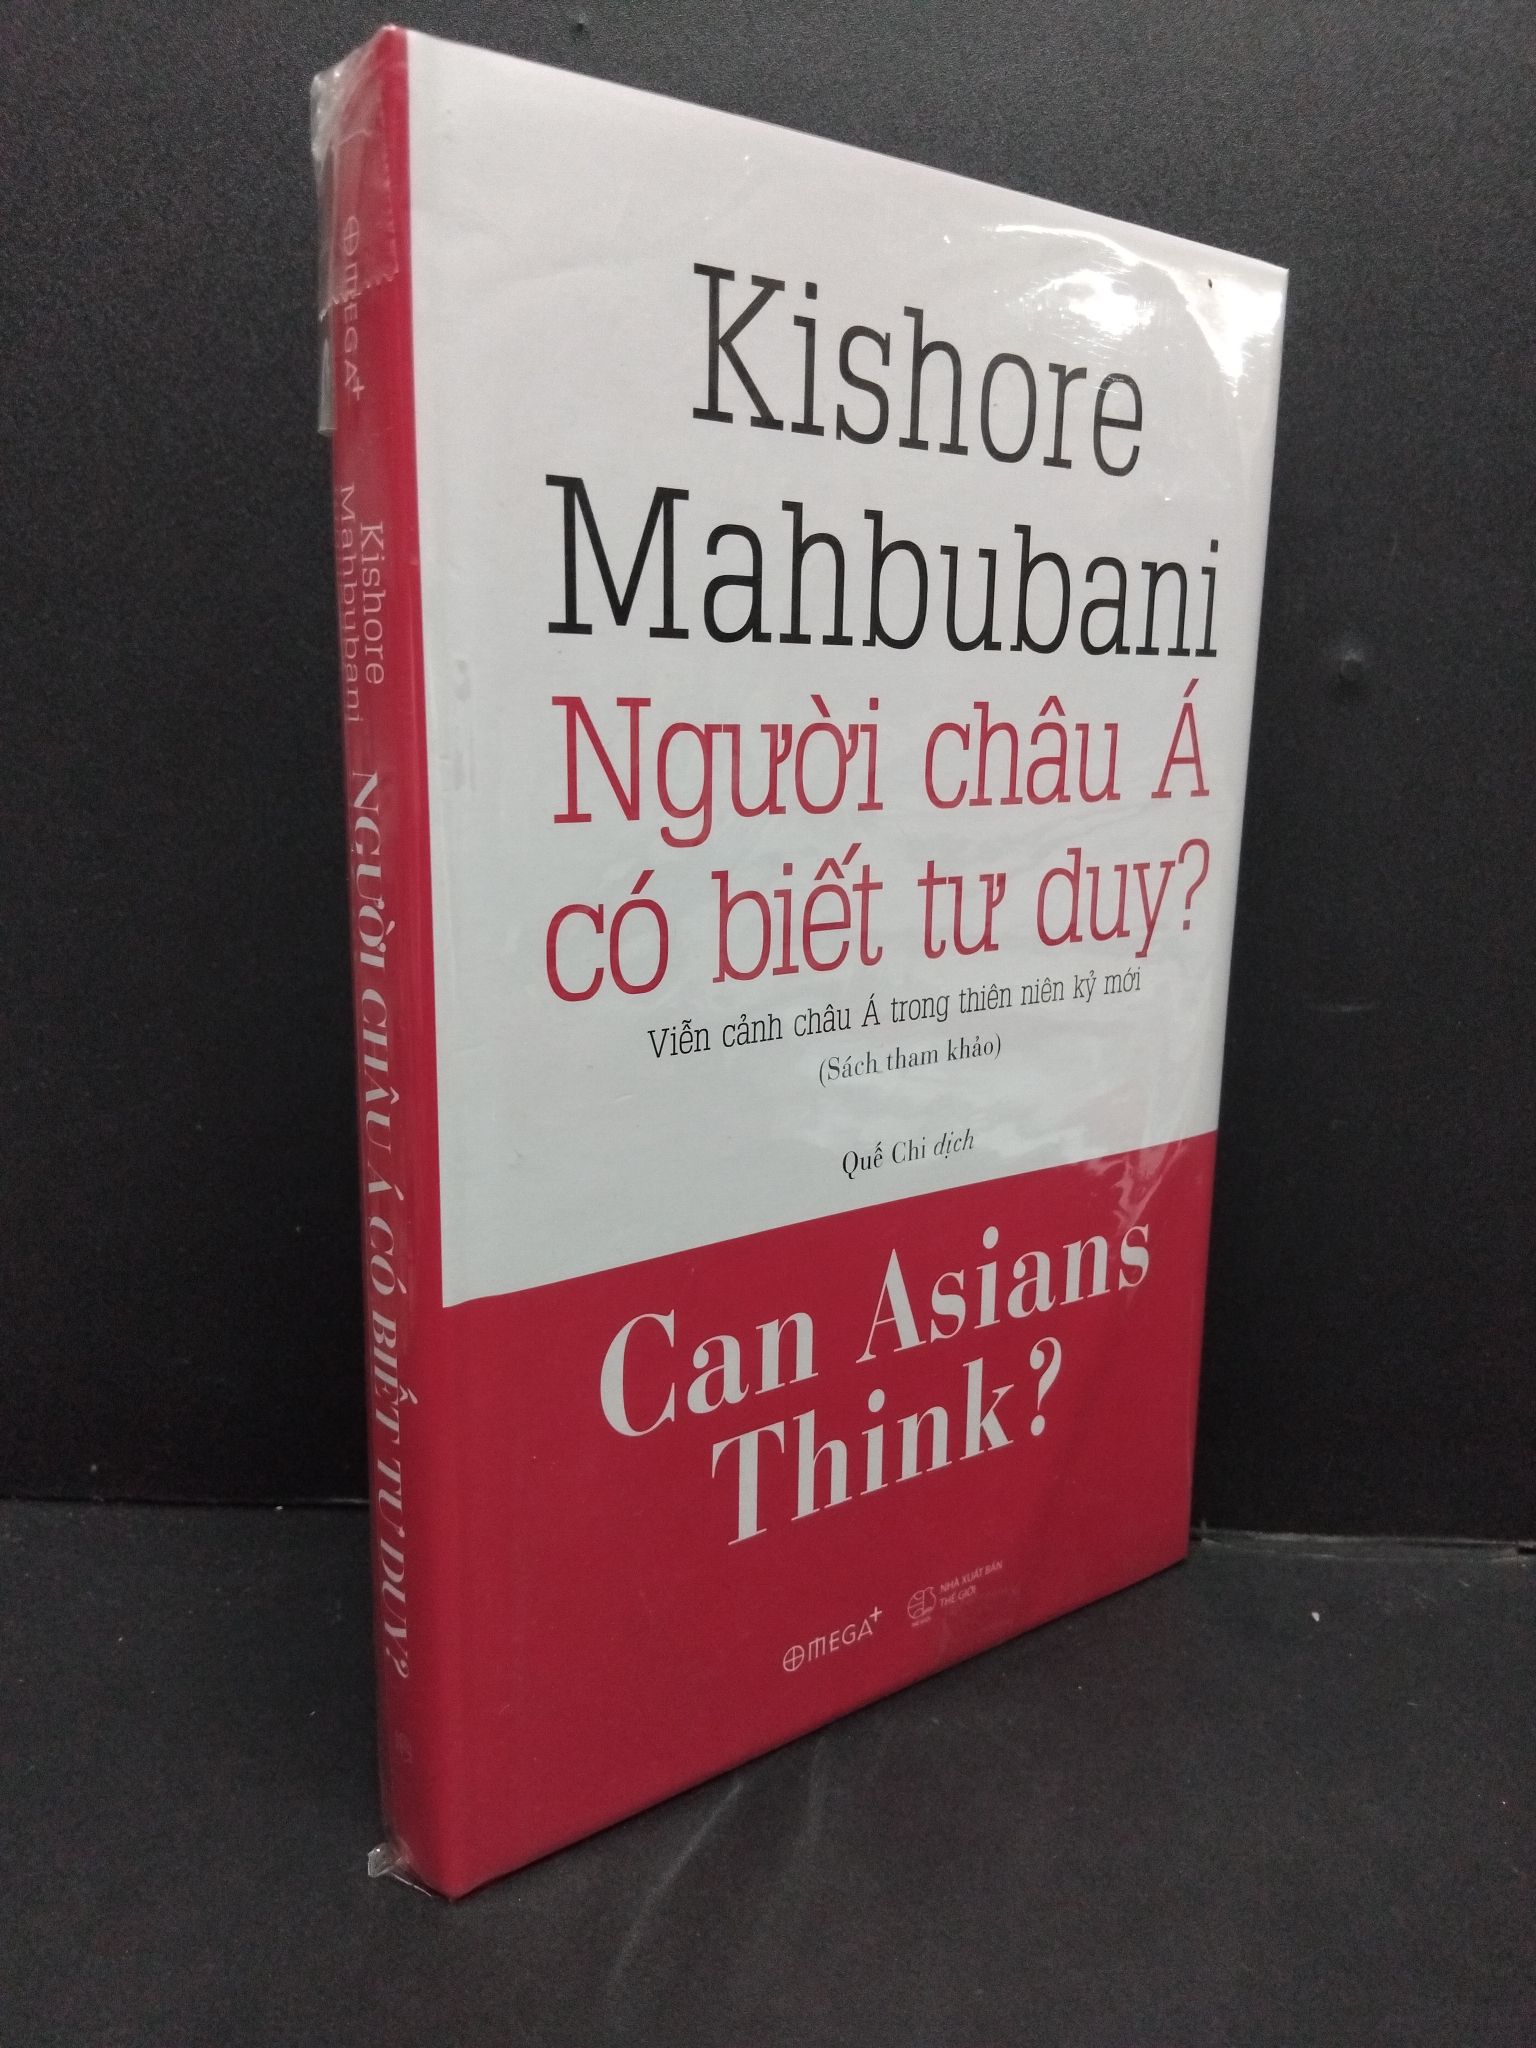 Kishore
Mahbubani
Người châu Á
có biết tư duy?
Viễn cảnh châu Á trong thiên niên kỷ mới
(Sách tham khảo)
Quế Chi dịch
Can Asians
Think?
OMEGA+
NHÀ XUẤT BẢN
THẾ GIỚI
OMEGA+
Kishore
Mahbubani
NGƯỜI CHÂU Á CÓ BIẾT TƯ DUY?